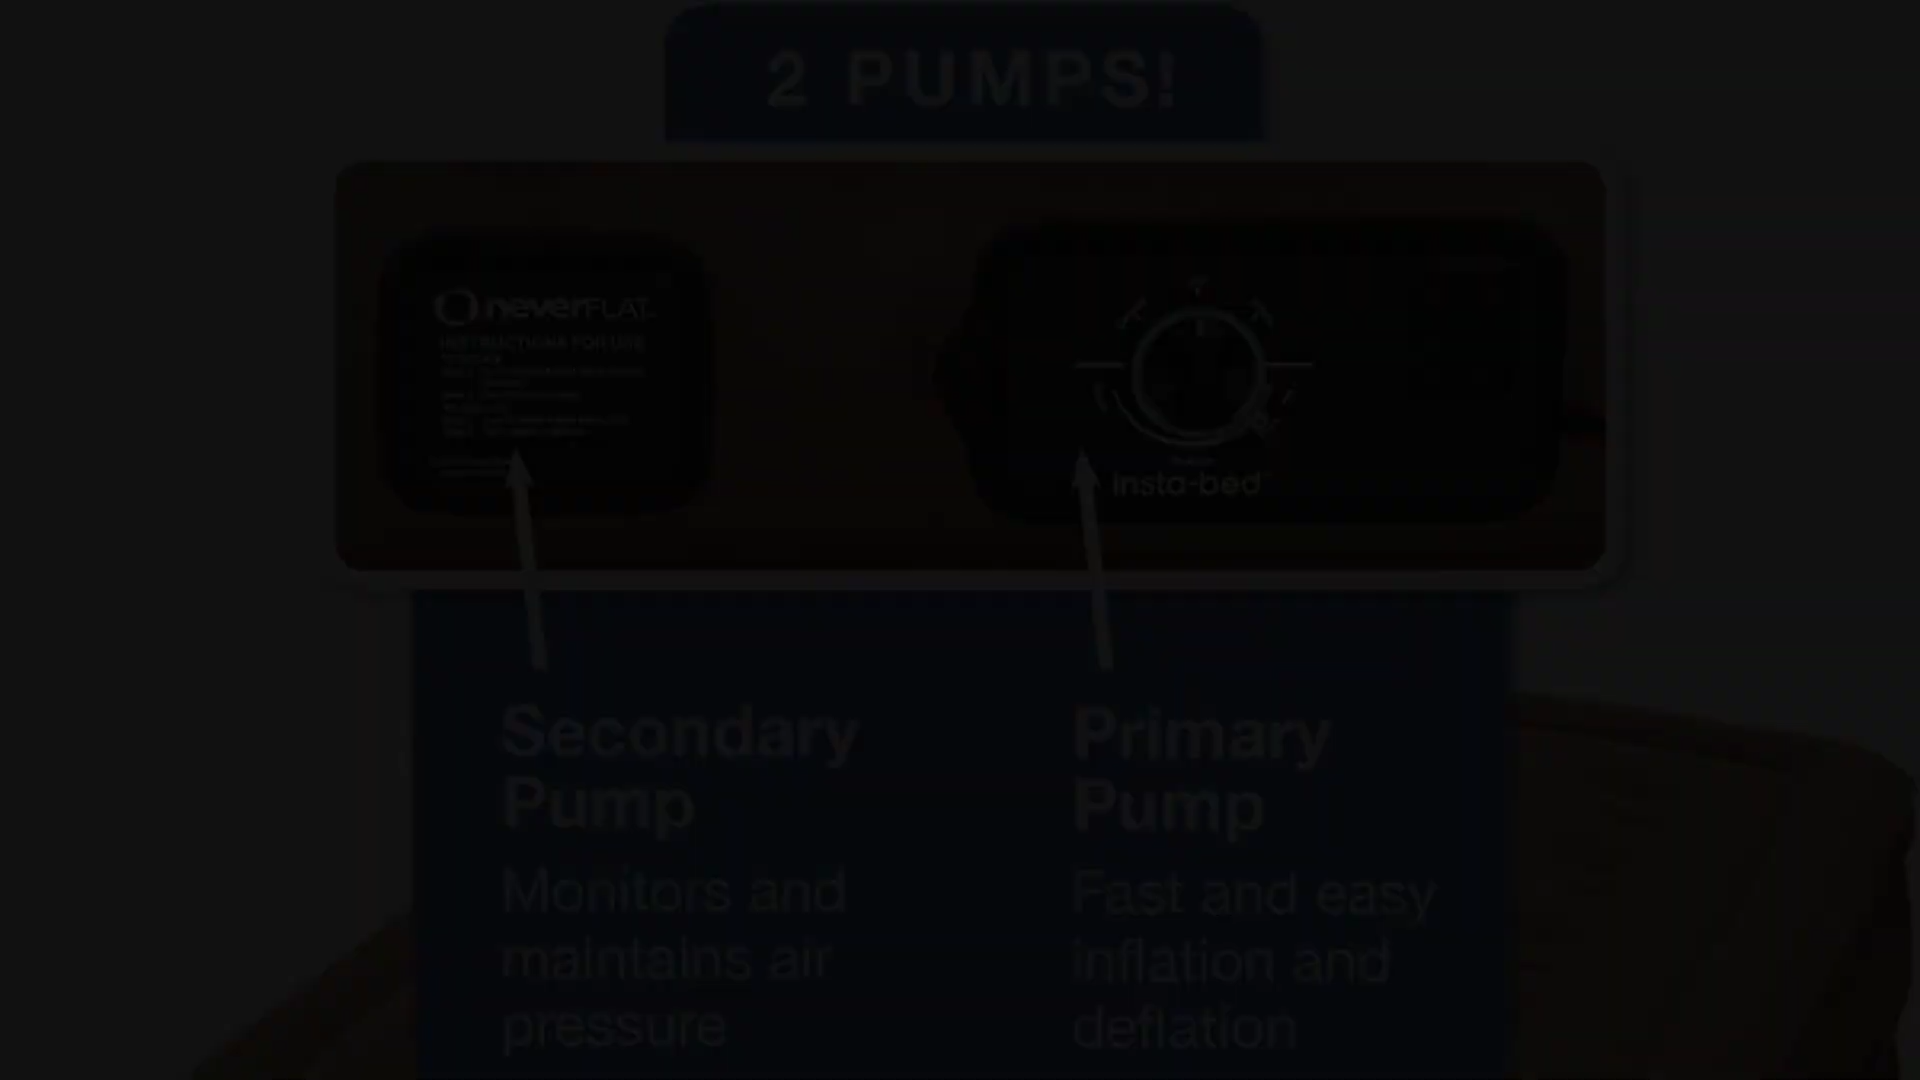 2 PUMPS!
neverFLAT
INSTRUCTIONS FOR USE
insta-bed
Secondary
Pump
Monitors and
maintains air
pressure
Primary
Pump
Fast and easy
inflation and
deflation